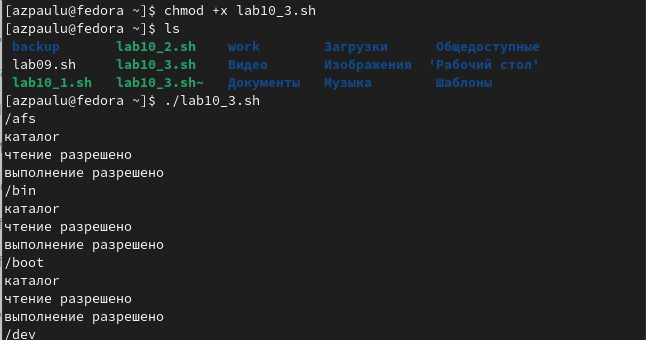 [azpaulu@fedora ~]$ chmod +x lab10_3.sh
[azpaulu@fedora ~]$ ls
backup lab10_2.sh work Загрузки Общедоступные
lab09.sh lab10_3.sh Видео Изображения 'Рабочий стол'
lab10_1.sh lab10_3.sh~ Документы Музыка Шаблоны
[azpaulu@fedora ~]$ ./lab10_3.sh
/afs
каталог
чтение разрешено
выполнение разрешено
/bin
каталог
чтение разрешено
выполнение разрешено
/boot
каталог
чтение разрешено
выполнение разрешено
/dev